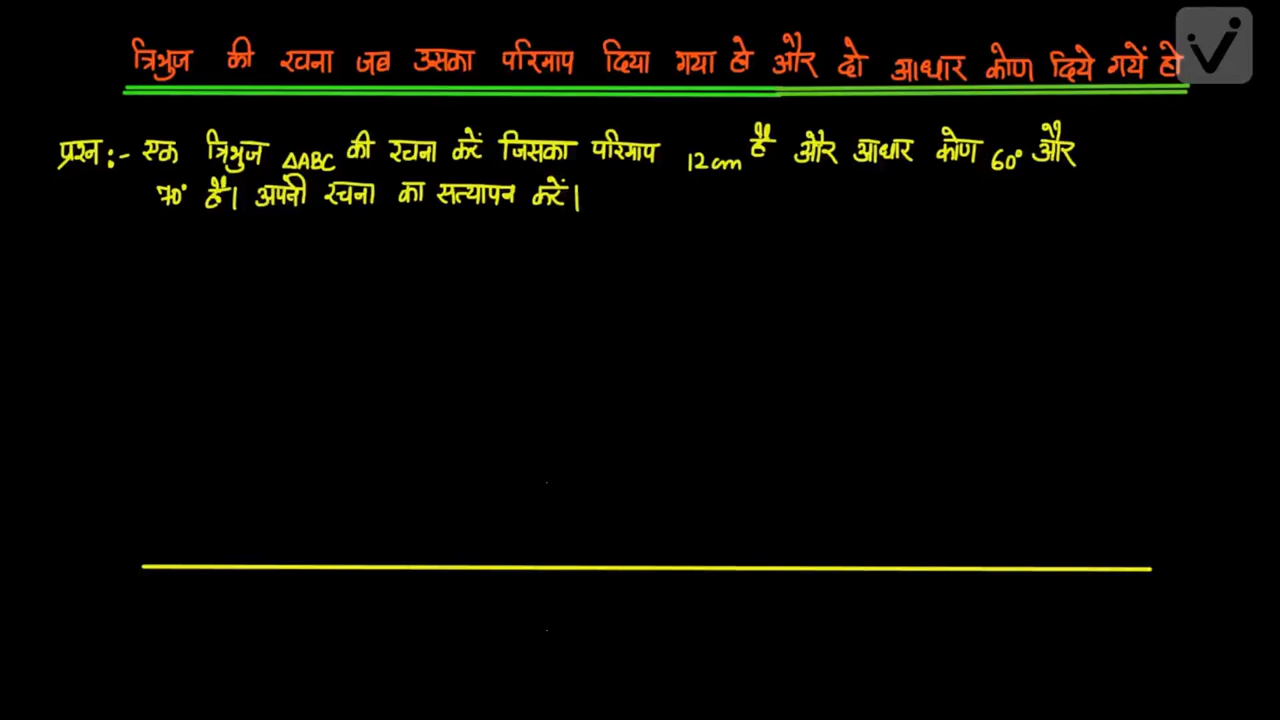 त्रिभुज की रचना जब उसका परिमाप दिया गया हो और दो आधार कोण दिये गयें हो
प्रश्न:- एक त्रिभुज ΔABC की रचना करें जिसका परिमाप 12cm है और आधार कोण 60° और
70° है। अपनी रचना का सत्यापन करें।